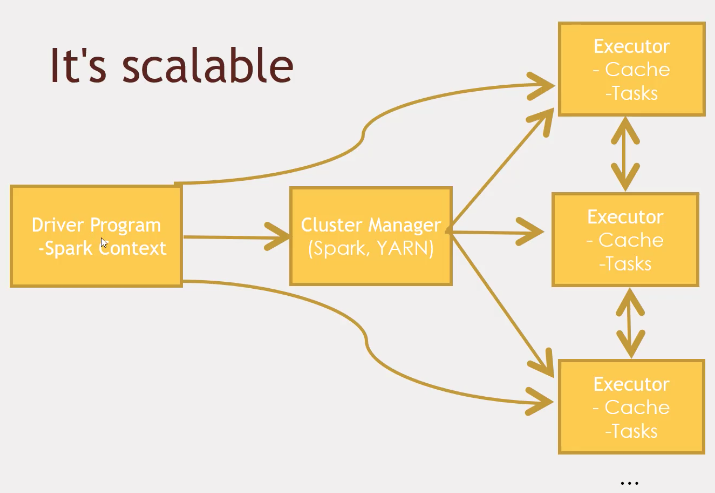 It's scalable
Driver Program
-Spark Context
Cluster Manager
(Spark, YARN)
Executor
- Cache
-Tasks
Executor
- Cache
-Tasks
Executor
- Cache
-Tasks
...